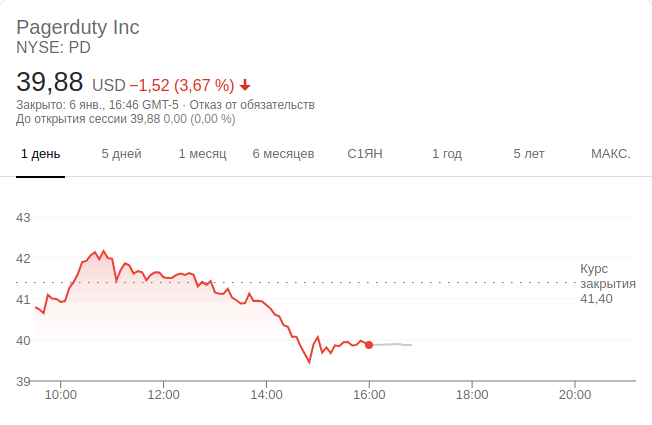 Pagerduty Inc
NYSE: PD
39,88 USD −1,52 (3,67 %)
Закрыто: 6 янв., 16:46 GMT-5 · Отказ от обязательств
До открытия сессии 39,88 0,00 (0,00 %)
1 день 5 дней 1 месяц 6 месяцев С1ЯН 1 год 5 лет МАКС.
43
42
Курс
закрытия
41,40
41
40
39
10:00 12:00 14:00 16:00 18:00 20:00